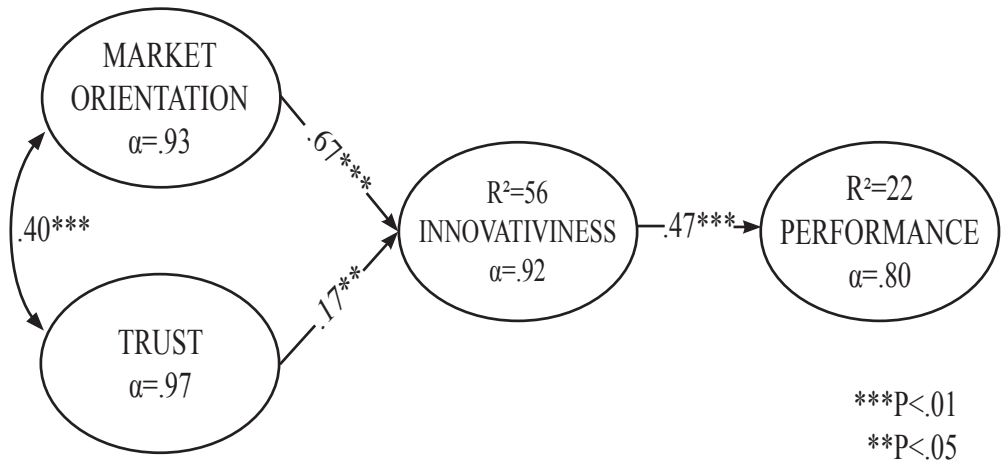 MARKET
ORIENTATION
α=.93
.67***
.40***
R²=56
INNOVATIVINESS
α=.92
.47***
R²=22
PERFORMANCE
α=.80
.17**
TRUST
α=.97
***P<.01
**P<.05